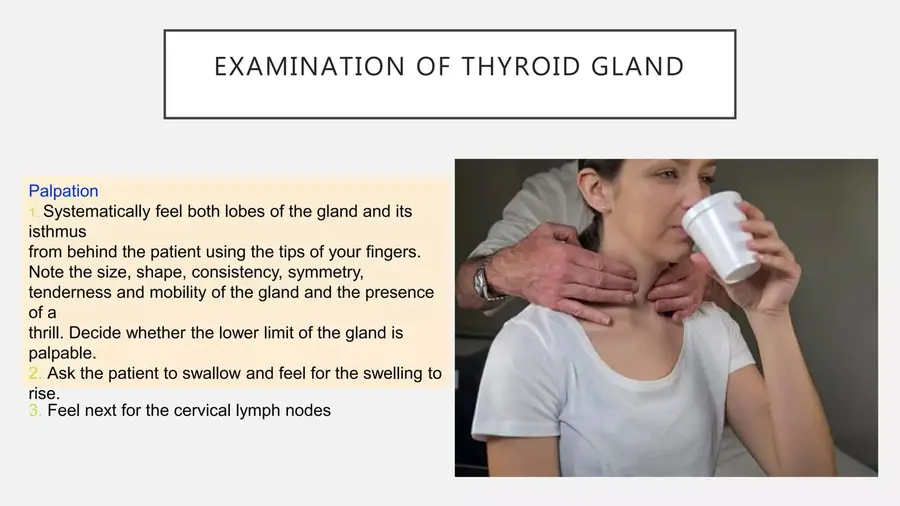 EXAMINATION OF THYROID GLAND
Palpation
1. Systematically feel both lobes of the gland and its
isthmus
from behind the patient using the tips of your fingers.
Note the size, shape, consistency, symmetry,
tenderness and mobility of the gland and the presence
of a
thrill. Decide whether the lower limit of the gland is
palpable.
2. Ask the patient to swallow and feel for the swelling to
rise.
3. Feel next for the cervical lymph nodes